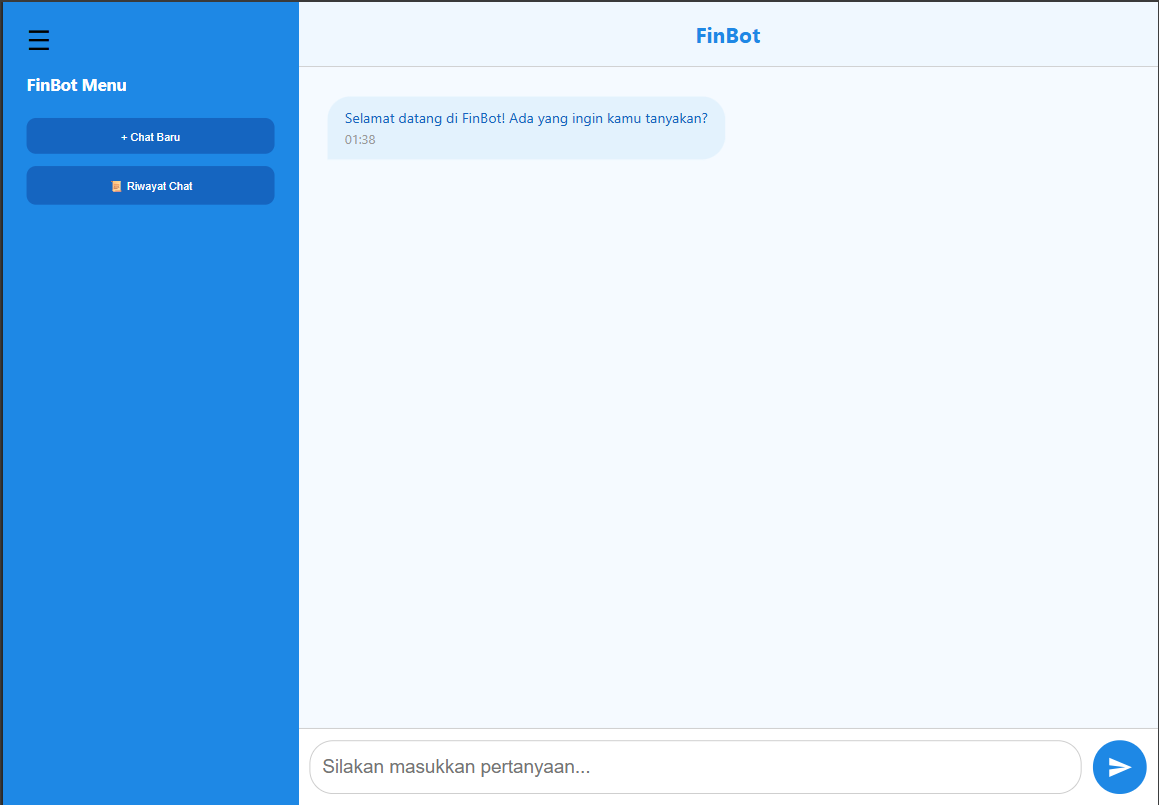 FinBot Menu
+ Chat Baru
📜 Riwayat Chat
FinBot
Selamat datang di FinBot! Ada yang ingin kamu tanyakan?
01:38
Silakan masukkan pertanyaan...